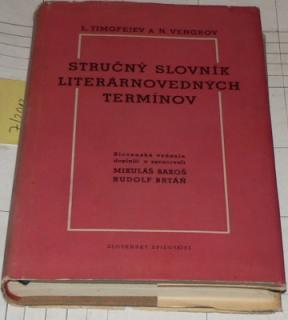 L. TIMOFEJEV A N. VENGROV
STRUČNÝ SLOVNÍK
LITERÁRNOVEDNÝCH
TERMÍNOV
Slovenské vydanie
doplnili a spracovali
MIKULÁŠ BAKOŠ
RUDOLF BRTÁŇ
SLOVENSKÝ SPISOVATEĽ